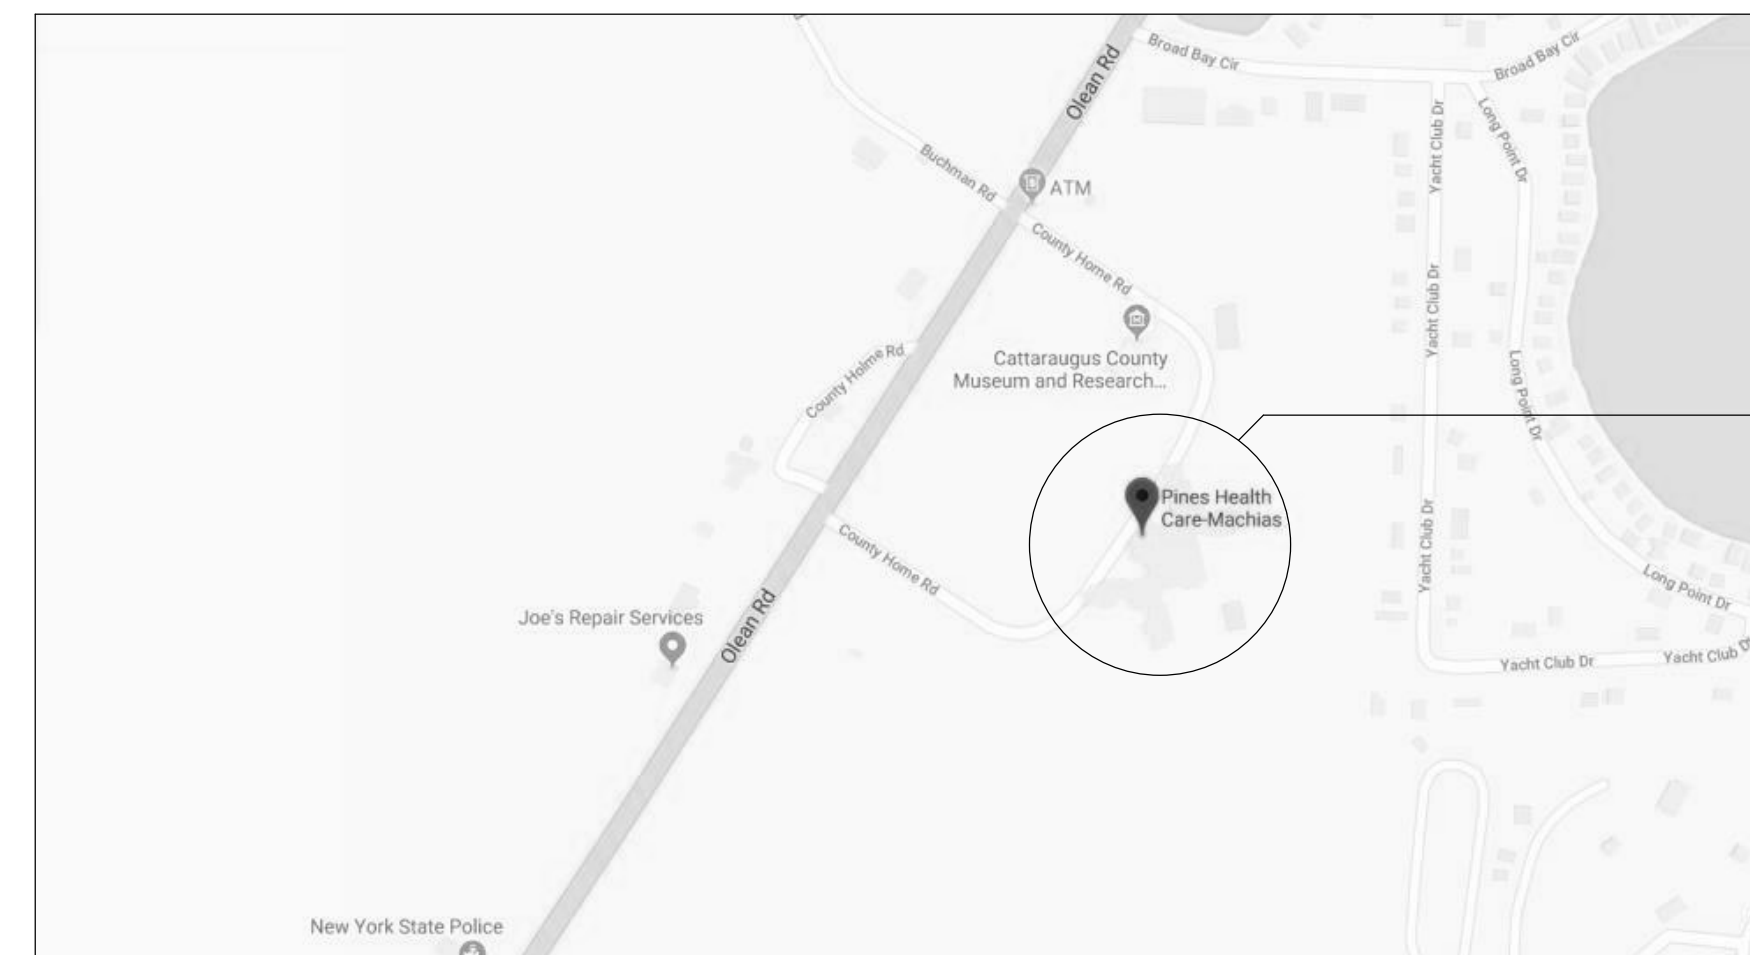 Broad Bay Cir
Broad Bay Cir
Olean Rd
Yacht Club Dr
Long Point Dr
Buchman Rd
ATM
County Home Rd
Yacht Club Dr
Cattaraugus County
Museum and Research...
County Holme Rd
Long Point Dr
Pines Health
Care-Machias
Yacht Club Dr
County Home Rd
Long Point Dr
Joe's Repair Services
Olean Rd
Yacht Club Dr
Yacht Club D
New York State Police